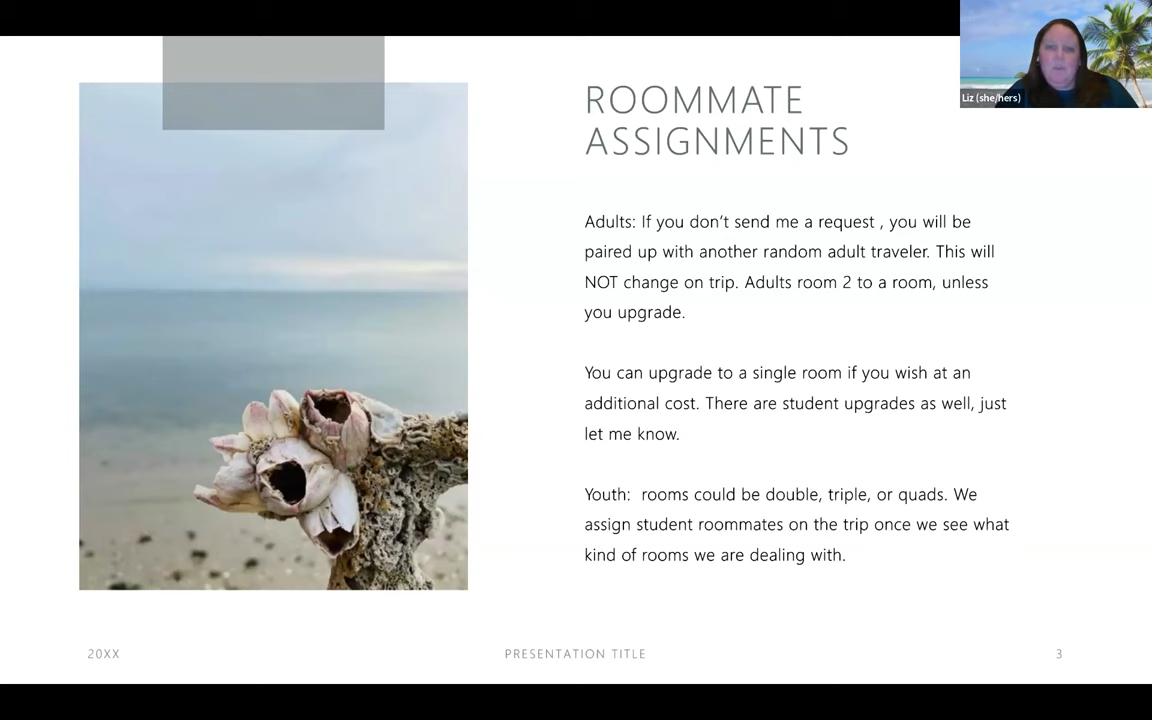 ROOMMATE
ASSIGNMENTS
Liz (she/hers)
Adults: If you don’t send me a request , you will be
paired up with another random adult traveler. This will
NOT change on trip. Adults room 2 to a room, unless
you upgrade.
You can upgrade to a single room if you wish at an
additional cost. There are student upgrades as well, just
let me know.
Youth:  rooms could be double, triple, or quads. We
assign student roommates on the trip once we see what
kind of rooms we are dealing with.
20XX
PRESENTATION TITLE
3